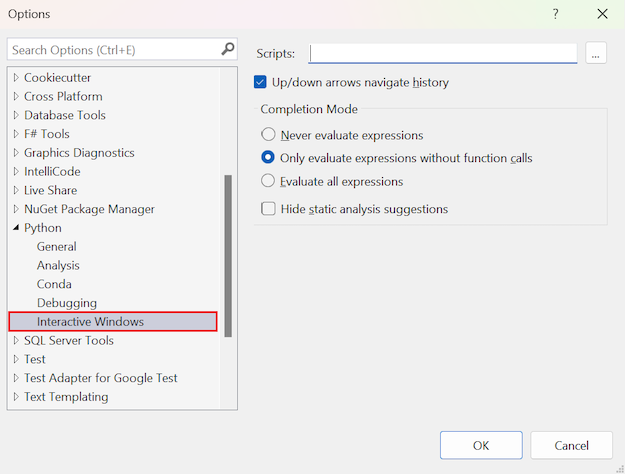 Options
?
Search Options (Ctrl+E)
Cookiecutter
Cross Platform
Database Tools
F# Tools
Graphics Diagnostics
IntelliCode
Live Share
NuGet Package Manager
Python
General
Analysis
Conda
Debugging
Interactive Windows
SQL Server Tools
Test
Test Adapter for Google Test
Text Templating
Scripts:
...
Up/down arrows navigate history
Completion Mode
Never evaluate expressions
Only evaluate expressions without function calls
Evaluate all expressions
Hide static analysis suggestions
OK
Cancel